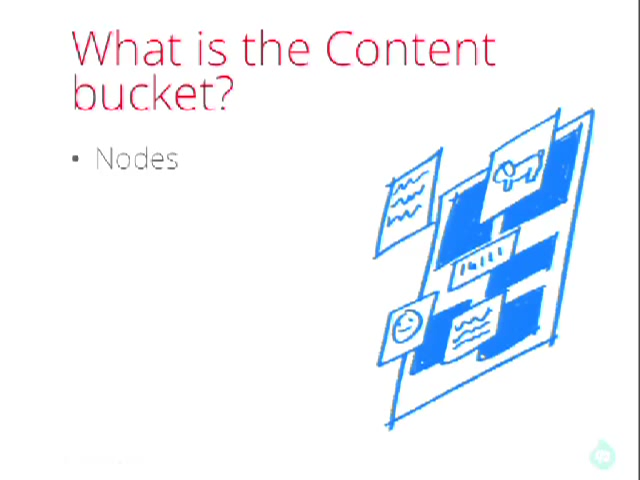 What is the Content
bucket?
• Nodes